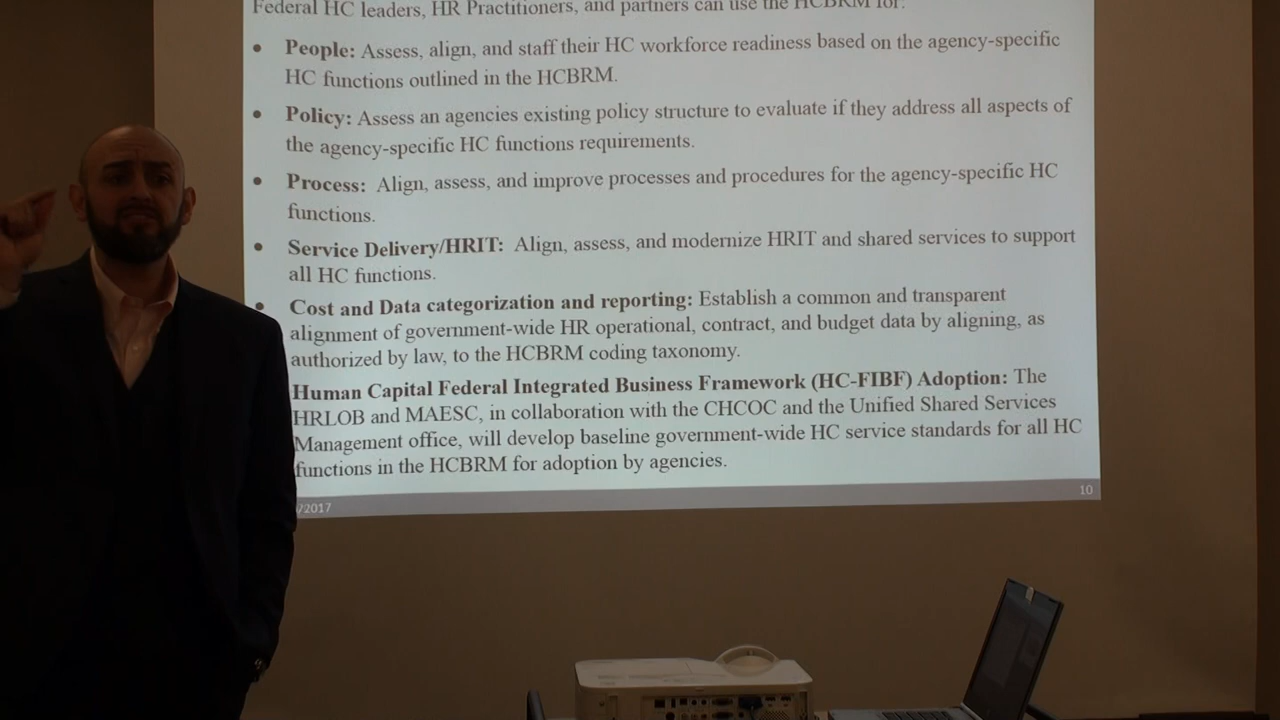 Federal HC leaders, HR Practitioners, and partners can use the HCBRM for:
• People: Assess, align, and staff their HC workforce readiness based on the agency-specific
HC functions outlined in the HCBRM.
• Policy: Assess an agencies existing policy structure to evaluate if they address all aspects of
the agency-specific HC functions requirements.
• Process: Align, assess, and improve processes and procedures for the agency-specific HC
functions.
• Service Delivery/HRIT: Align, assess, and modernize HRIT and shared services to support
all HC functions.
• Cost and Data categorization and reporting: Establish a common and transparent
alignment of government-wide HR operational, contract, and budget data by aligning, as
authorized by law, to the HCBRM coding taxonomy.
Human Capital Federal Integrated Business Framework (HC-FIBF) Adoption: The
HRLOB and MAESC, in collaboration with the CHCOC and the Unified Shared Services
Management office, will develop baseline government-wide HC service standards for all HC
functions in the HCBRM for adoption by agencies.
/2017
10